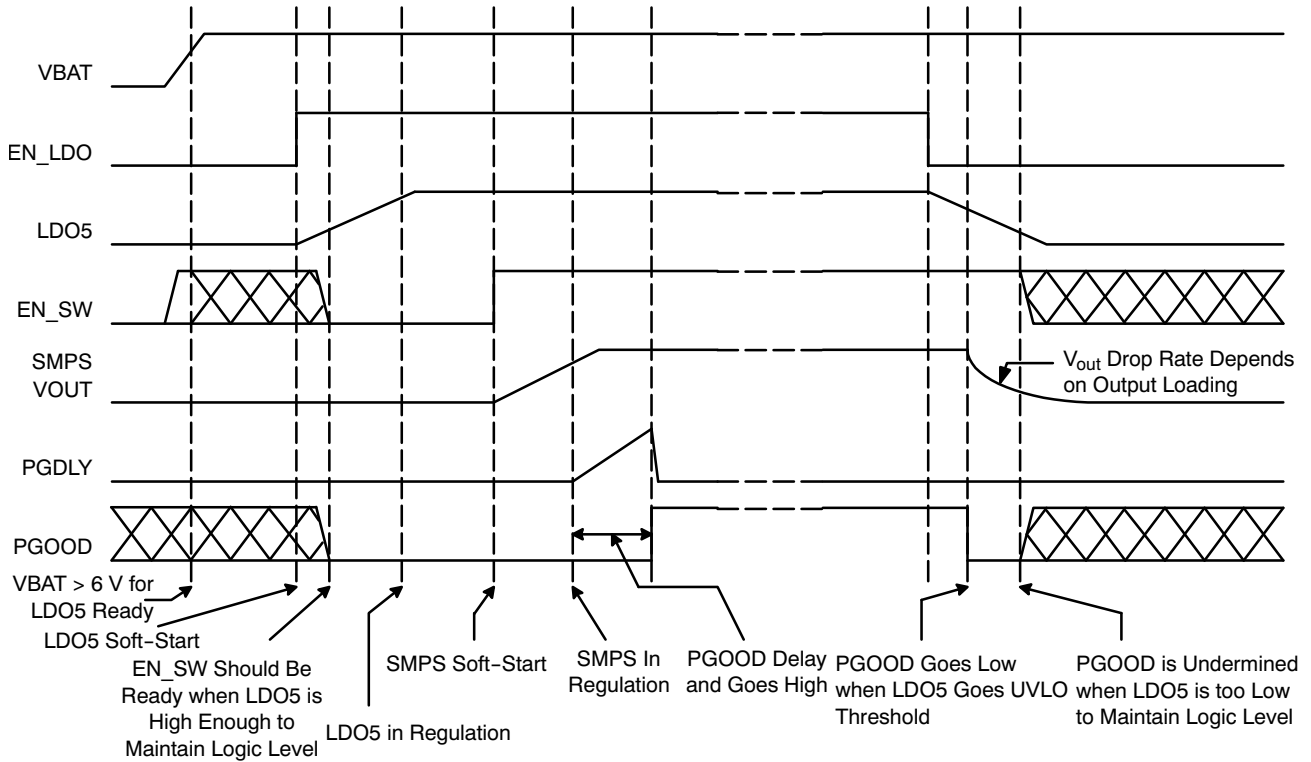 VBAT
EN_LDO
LDO5
EN_SW
SMPS
VOUT
Vout Drop Rate Depends
on Output Loading
PGDLY
PGOOD
VBAT > 6 V for
LDO5 Ready
LDO5 Soft-Start
EN_SW Should Be
Ready when LDO5 is
High Enough to
Maintain Logic Level
LDO5 in Regulation
SMPS Soft-Start
SMPS In
Regulation
PGOOD Delay
and Goes High
PGOOD Goes Low
when LDO5 Goes UVLO
Threshold
PGOOD is Undermined
when LDO5 is too Low
to Maintain Logic Level